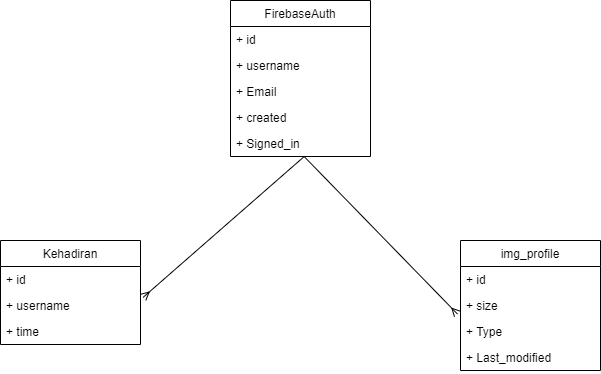 FirebaseAuth
+ id
+ username
+ Email
+ created
+ Signed_in
Kehadiran
+ id
+ username
+ time
img_profile
+ id
+ size
+ Type
+ Last_modified